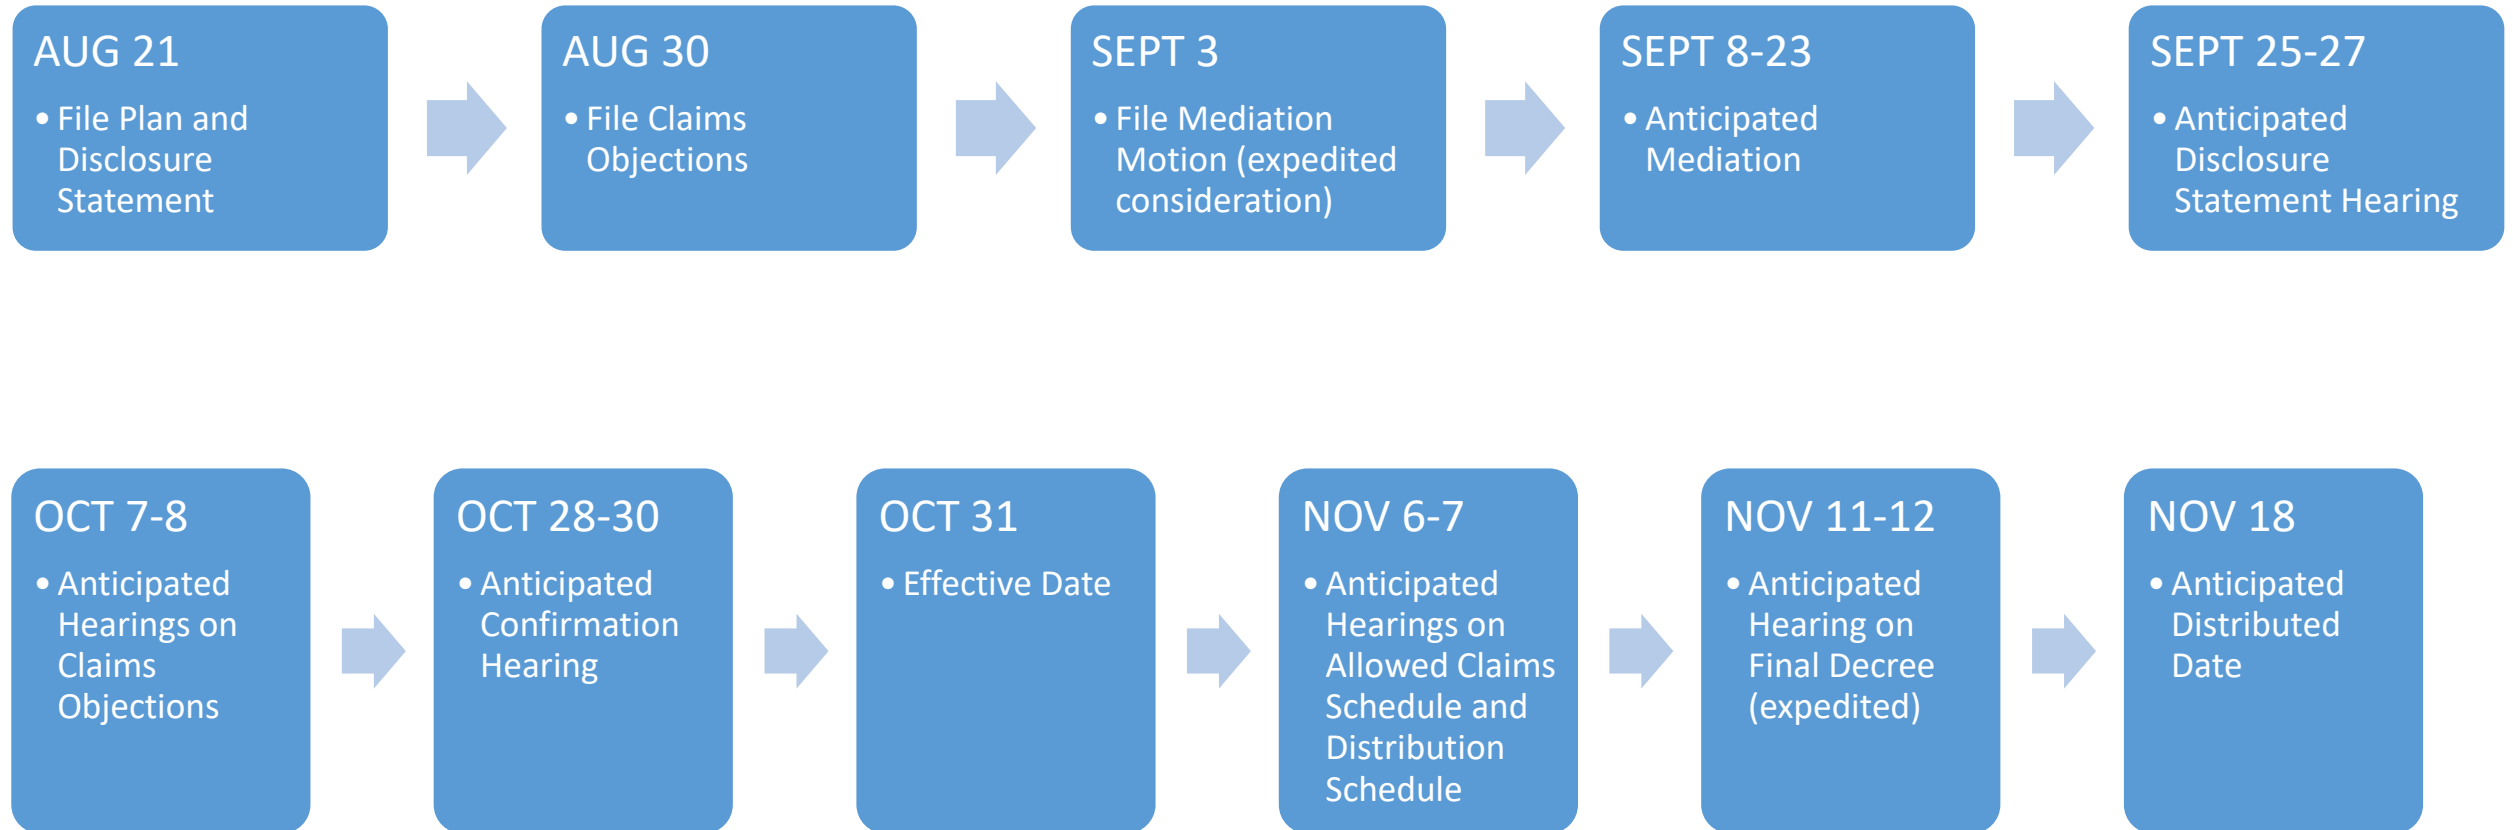 AUG 21
• File Plan and
Disclosure
Statement
AUG 30
• File Claims
Objections
SEPT 3
• File Mediation
Motion (expedited
consideration)
SEPT 8-23
• Anticipated
Mediation
SEPT 25-27
• Anticipated
Disclosure
Statement Hearing
OCT 7-8
• Anticipated
Hearings on
Claims
Objections
OCT 28-30
• Anticipated
Confirmation
Hearing
OCT 31
• Effective Date
NOV 6-7
• Anticipated
Hearings on
Allowed Claims
Schedule and
Distribution
Schedule
NOV 11-12
• Anticipated
Hearing on
Final Decree
(expedited)
NOV 18
• Anticipated
Distributed
Date